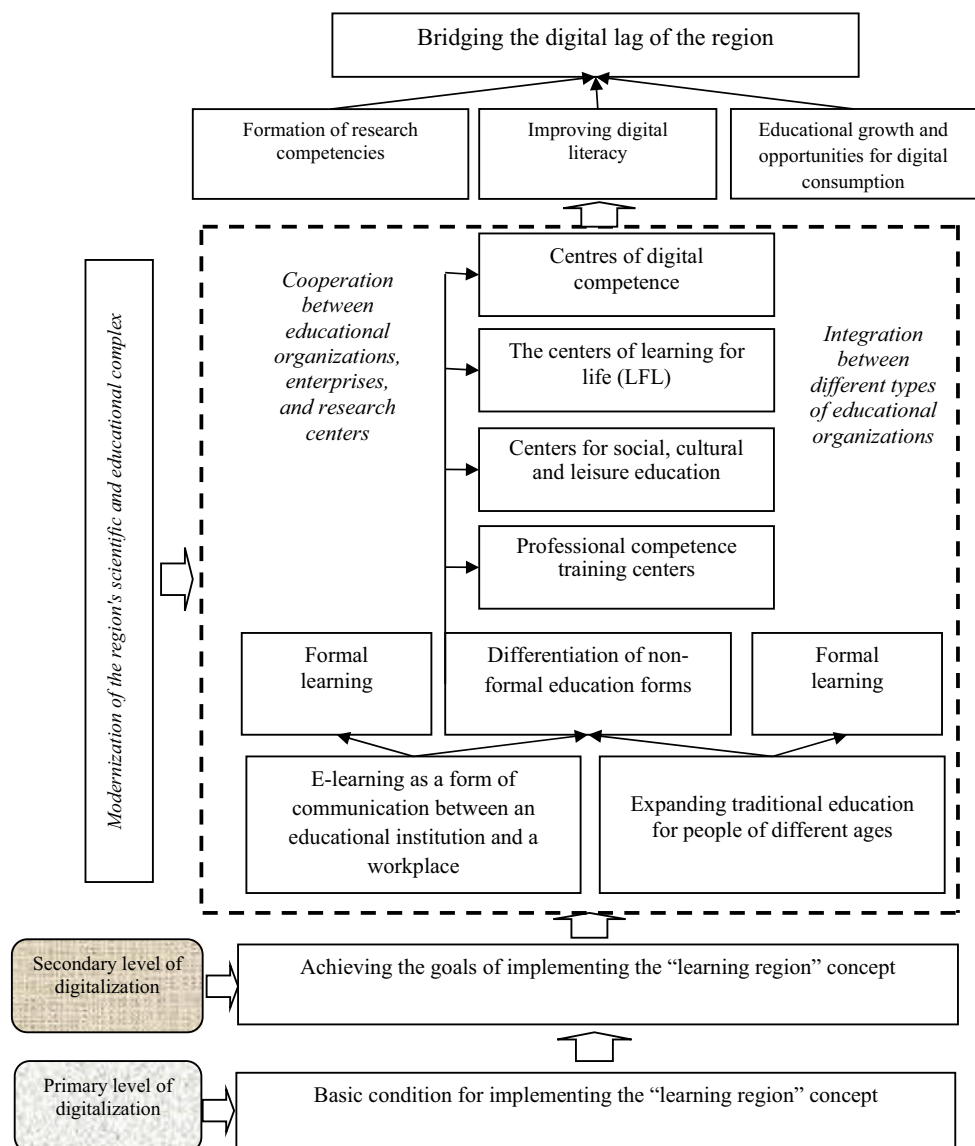 Bridging the digital lag of the region
Formation of research
competencies
Improving digital
literacy
Educational growth and
opportunities for digital
consumption
Modernization of the region's scientific and educational complex
Cooperation
between
educational
organizations,
enterprises,
and research
centers
Centres of digital
competence
The centers of learning for
life (LFL)
Centers for social, cultural
and leisure education
Professional competence
training centers
Integration
between
different types
of educational
organizations
Formal
learning
Differentiation of non-
formal education forms
Formal
learning
E-learning as a form of
communication between an
educational institution and a
workplace
Expanding traditional education
for people of different ages
Secondary level of
digitalization
Achieving the goals of implementing the “learning region” concept
Primary level of
digitalization
Basic condition for implementing the “learning region” concept